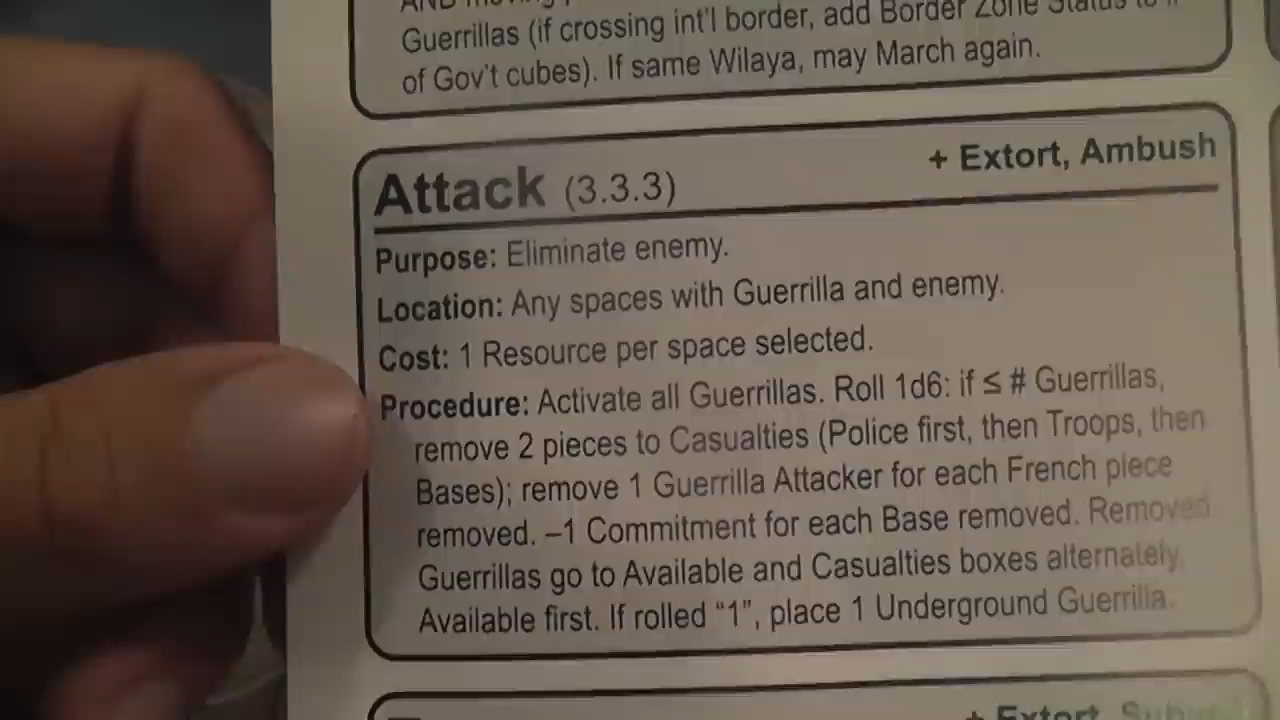 AND moving
Guerrillas (if crossing int'l border, add Border Zone Status to #
of Gov't cubes). If same Wilaya, may March again.
Attack (3.3.3) + Extort, Ambush
Purpose: Eliminate enemy.
Location: Any spaces with Guerrilla and enemy.
Cost: 1 Resource per space selected.
Procedure: Activate all Guerrillas. Roll 1d6: if ≤ # Guerrillas,
remove 2 pieces to Casualties (Police first, then Troops, then
Bases); remove 1 Guerrilla Attacker for each French piece
removed. –1 Commitment for each Base removed. Removed
Guerrillas go to Available and Casualties boxes alternately,
Available first. If rolled “1”, place 1 Underground Guerrilla.
+ Extort,